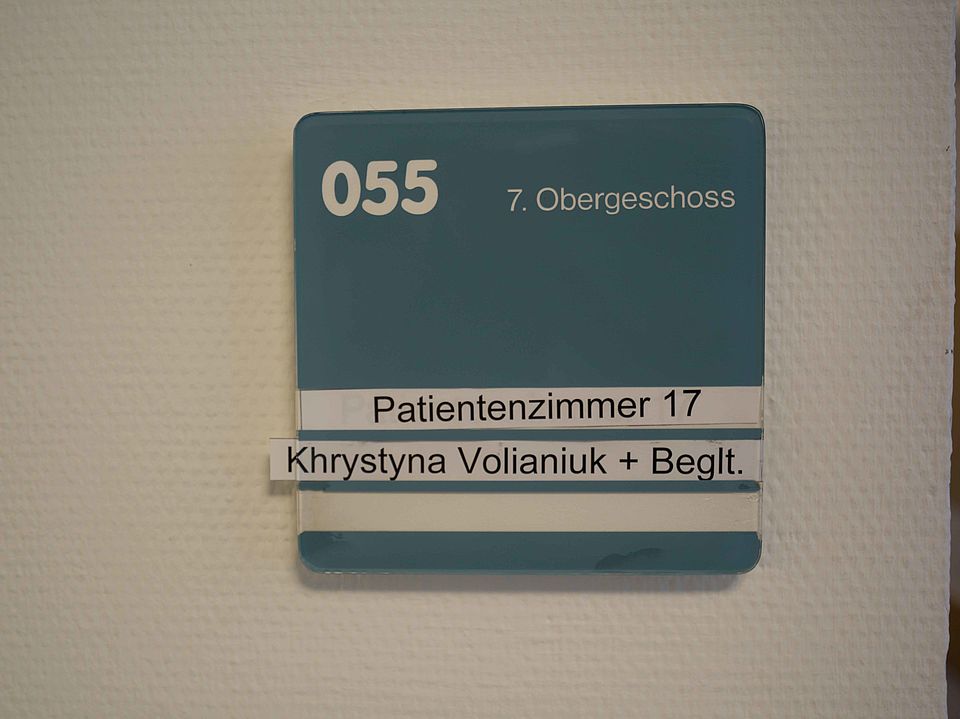 055
7. Obergeschoss
Patientenzimmer 17
Khrystyna Volianiuk + Beglt.